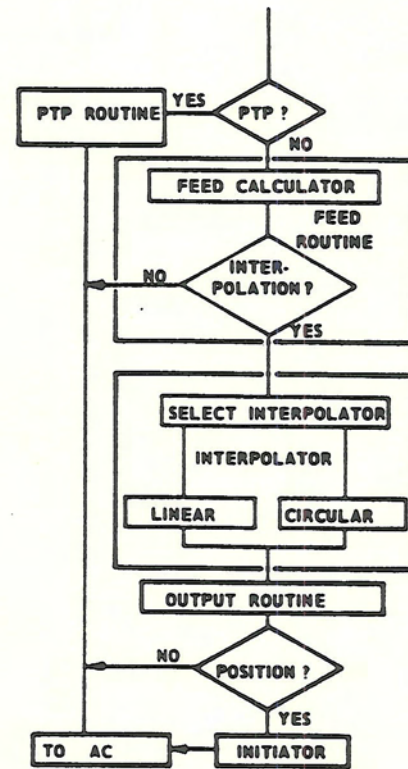 YES
PTP ROUTINE
PTP ?
NO
FEED CALCULATOR
FEED
ROUTINE
NO
INTER-
POLATION?
YES
SELECT INTERPOLATOR
INTERPOLATOR
LINEAR
CIRCULAR
OUTPUT ROUTINE
NO
POSITION ?
YES
TO AC
INITIATOR